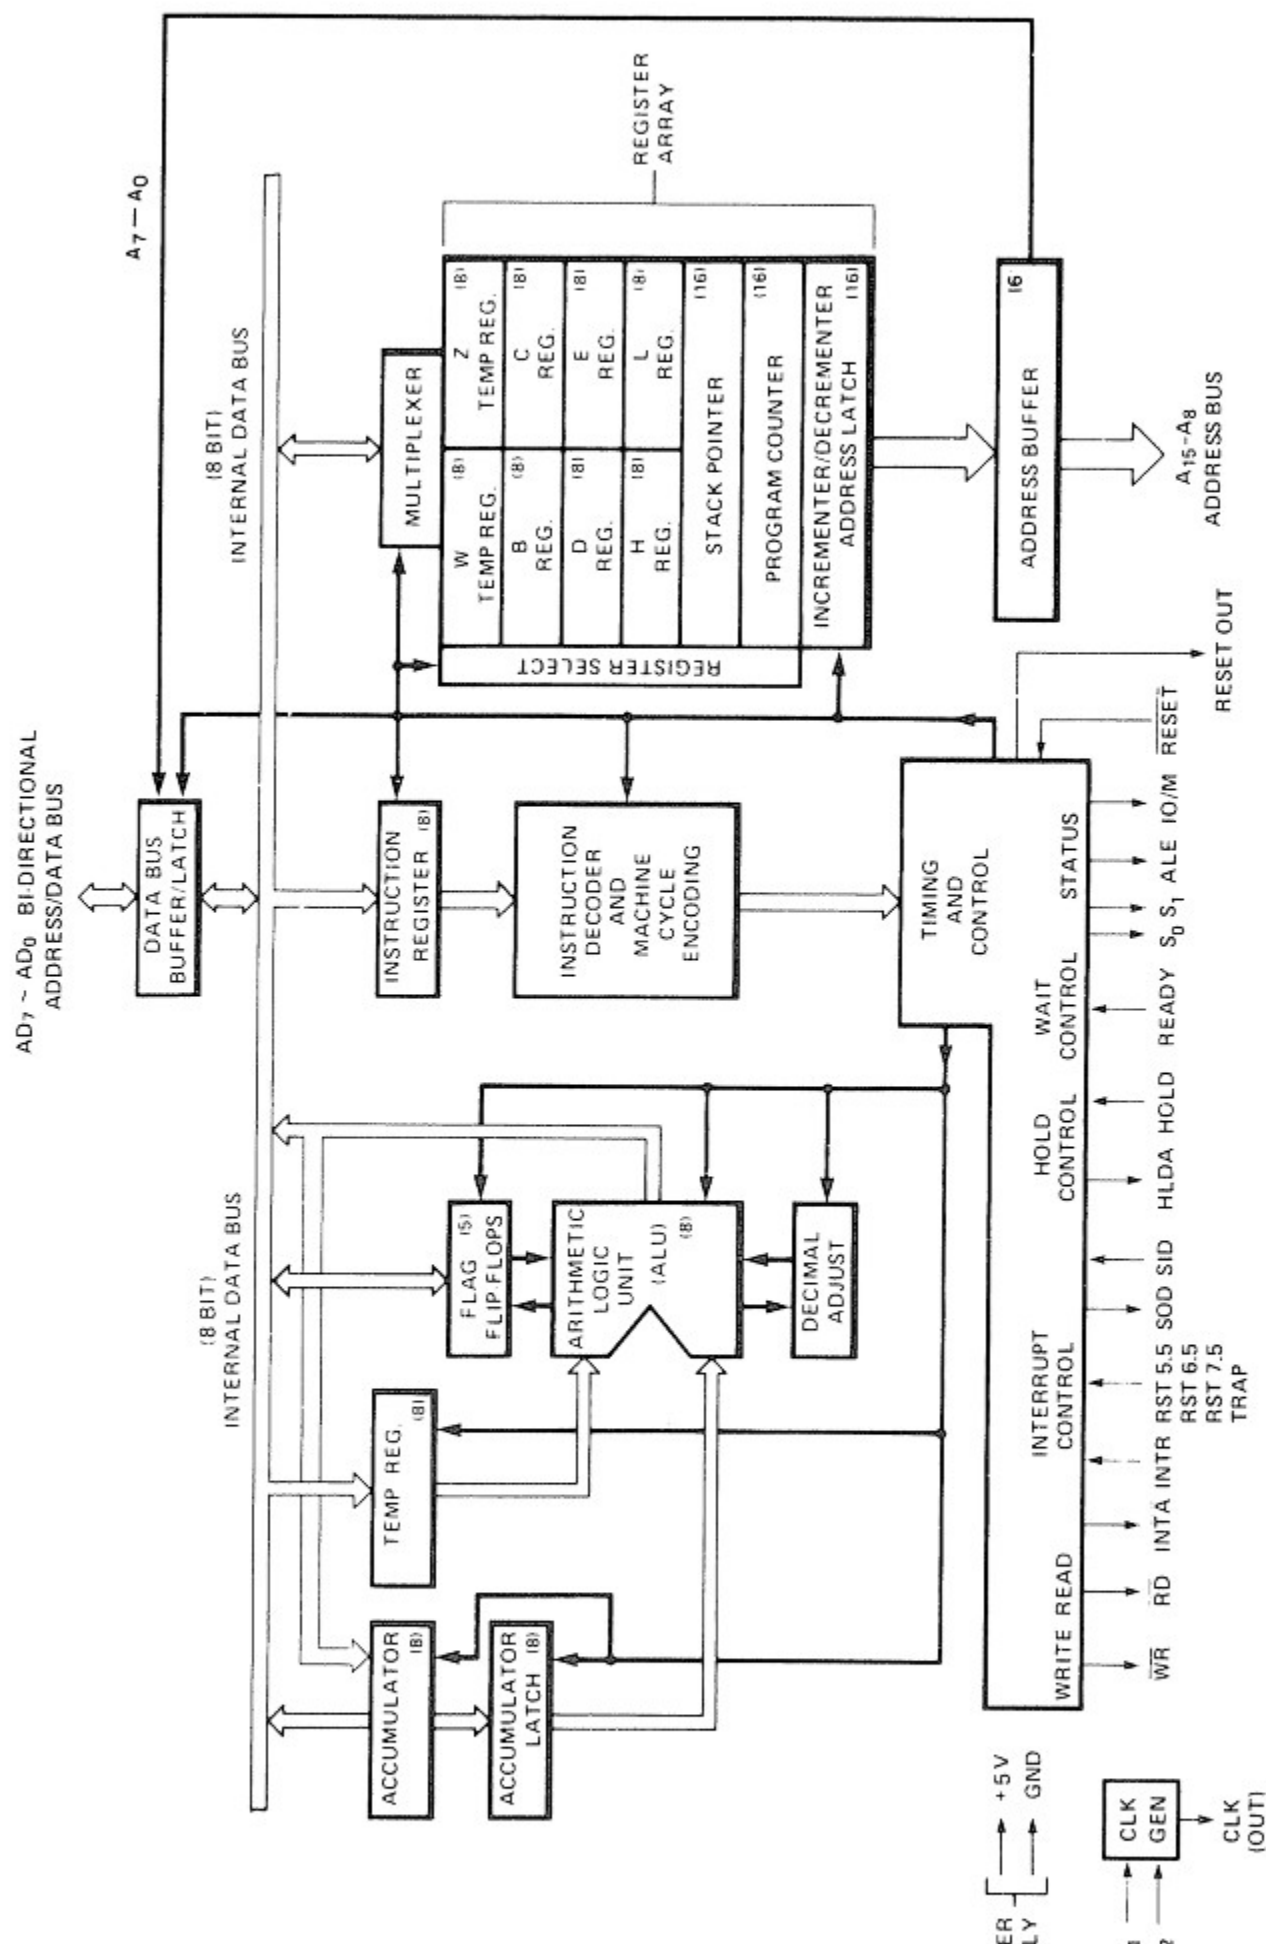 AD7 ~ AD0 BI-DIRECTIONAL
ADDRESS/DATA BUS
A7 — A0
(8 BIT)
INTERNAL DATA BUS
(8 BIT)
INTERNAL DATA BUS
DATA BUS
BUFFER/LATCH
MULTIPLEXER
REGISTER
ARRAY
ACCUMULATOR
(8)
TEMP REG.
(8)
FLAG (5)
FLIP-FLOPS
INSTRUCTION
REGISTER (8)
REGISTER SELECT
W (8)
TEMP REG.
Z (8)
TEMP REG.
B (8)
REG.
C (8)
REG.
D (8)
REG.
E (8)
REG.
H (8)
REG.
L (8)
REG.
STACK POINTER (16)
PROGRAM COUNTER (16)
INCREMENTER/DECREMENTER
ADDRESS LATCH (16)
ACCUMULATOR
LATCH (8)
ARITHMETIC
LOGIC
UNIT
(ALU)
(8)
DECIMAL
ADJUST
INSTRUCTION
DECODER
AND
MACHINE
CYCLE
ENCODING
TIMING
AND
CONTROL
ADDRESS BUFFER
WRITE READ
INTERRUPT
CONTROL
HOLD
CONTROL
WAIT
CONTROL
STATUS
WR RD INTA INTR RST 5.5 SOD SID HLDA HOLD READY S0 S1 ALE IO/M RESET
RST 6.5
RST 7.5
TRAP
RESET OUT
A15-A8
ADDRESS BUS
+5V
GND
CLK
GEN
CLK
(OUT)